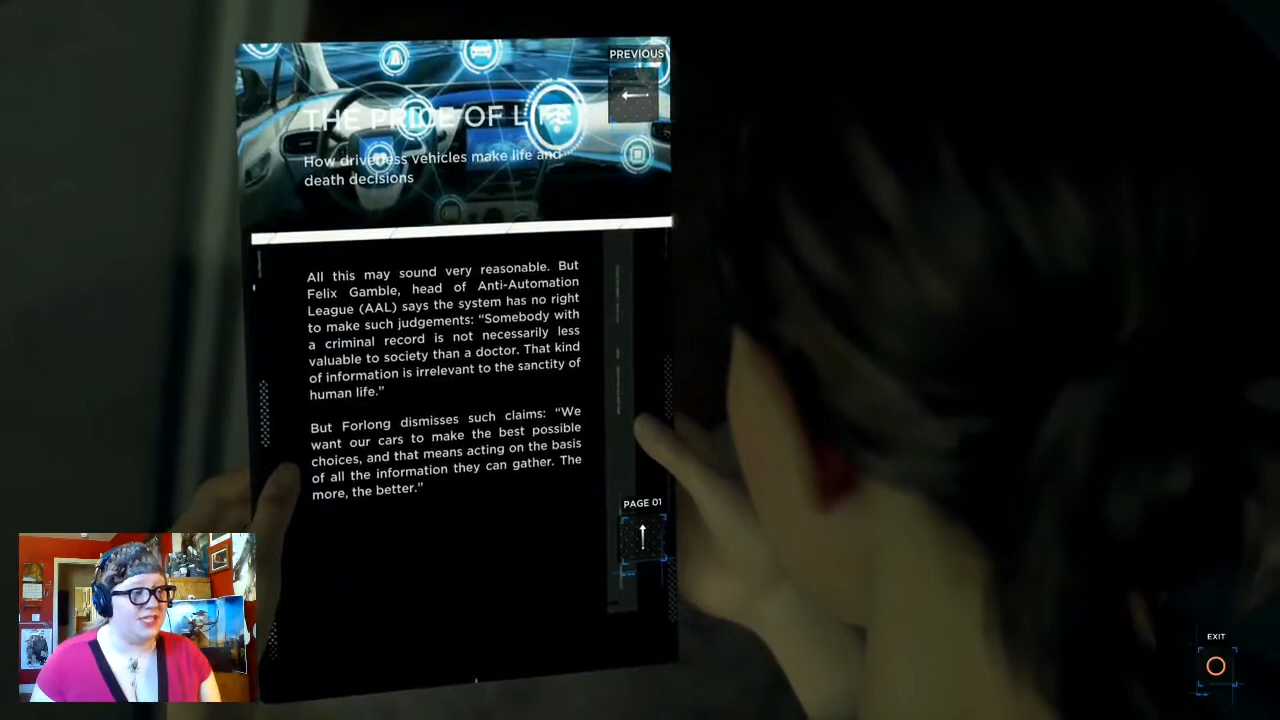 PREVIOUS
THE PRICE OF L
How driverless vehicles make life and
death decisions
All this may sound very reasonable. But
Felix Gamble, head of Anti-Automation
League (AAL) says the system has no right
to make such judgements: “Somebody with
a criminal record is not necessarily less
valuable to society than a doctor. That kind
of information is irrelevant to the sanctity of
human life.”
But Forlong dismisses such claims: “We
want our cars to make the best possible
choices, and that means acting on the basis
of all the information they can gather. The
more, the better.”
PAGE 01
EXIT